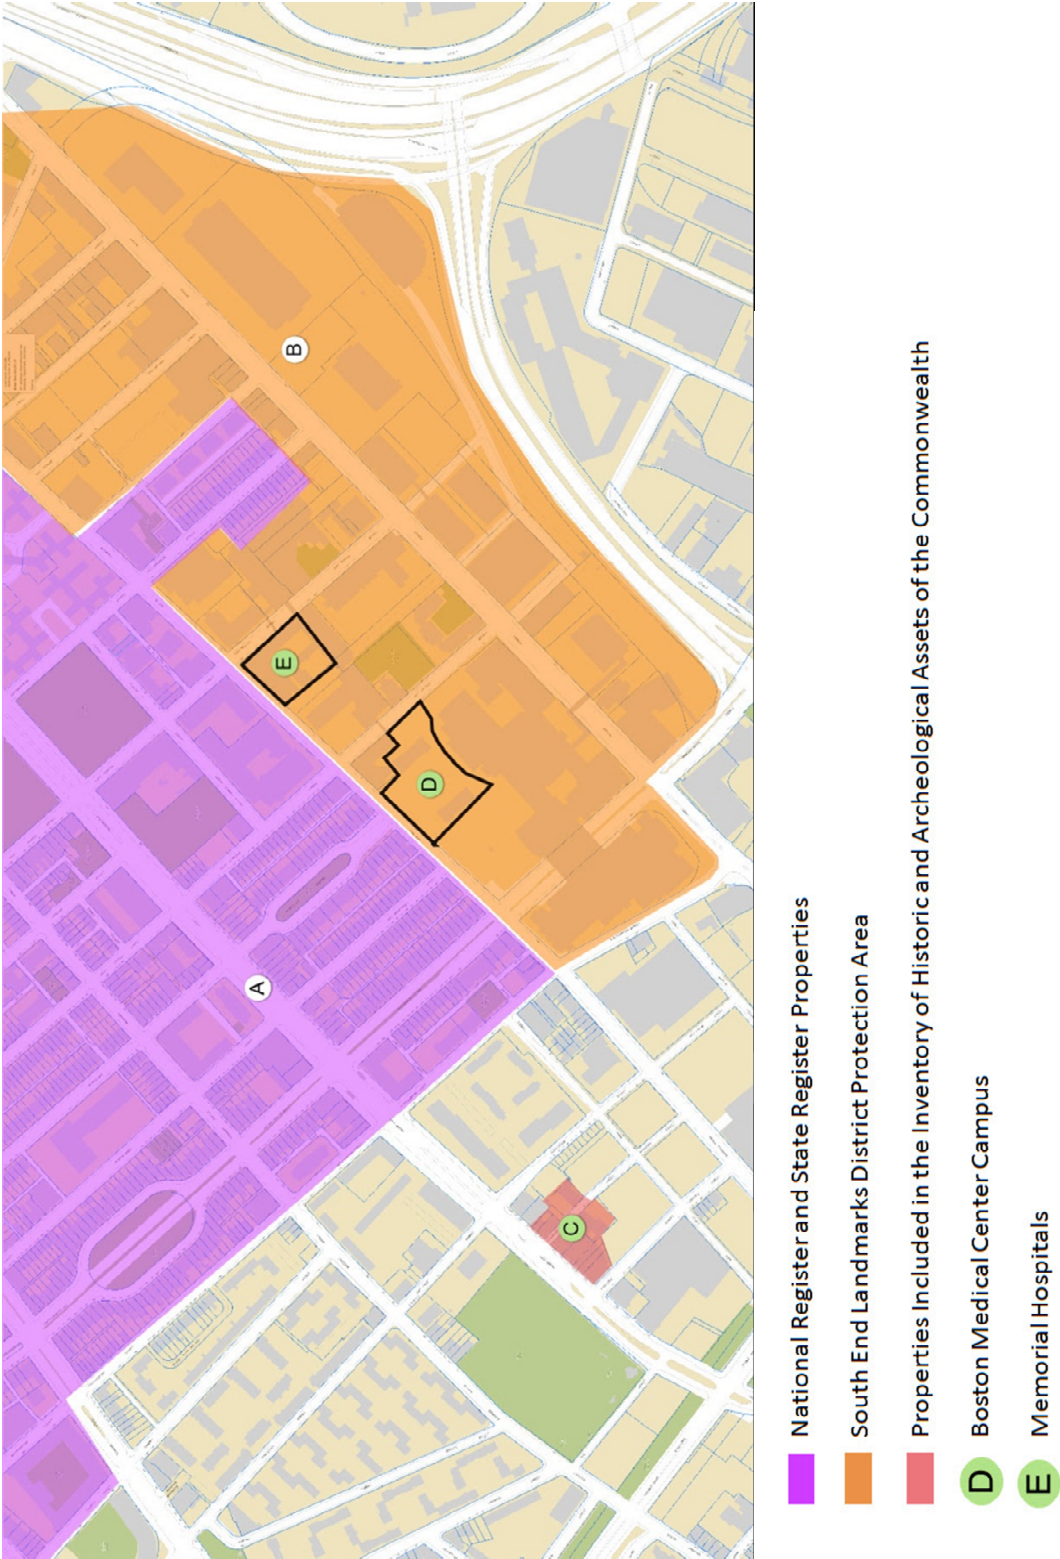 A
B
C
D
E
National Register and State Register Properties
South End Landmarks District Protection Area
Properties Included in the Inventory of Historic and Archeological Assets of the Commonwealth
D Boston Medical Center Campus
E Memorial Hospitals